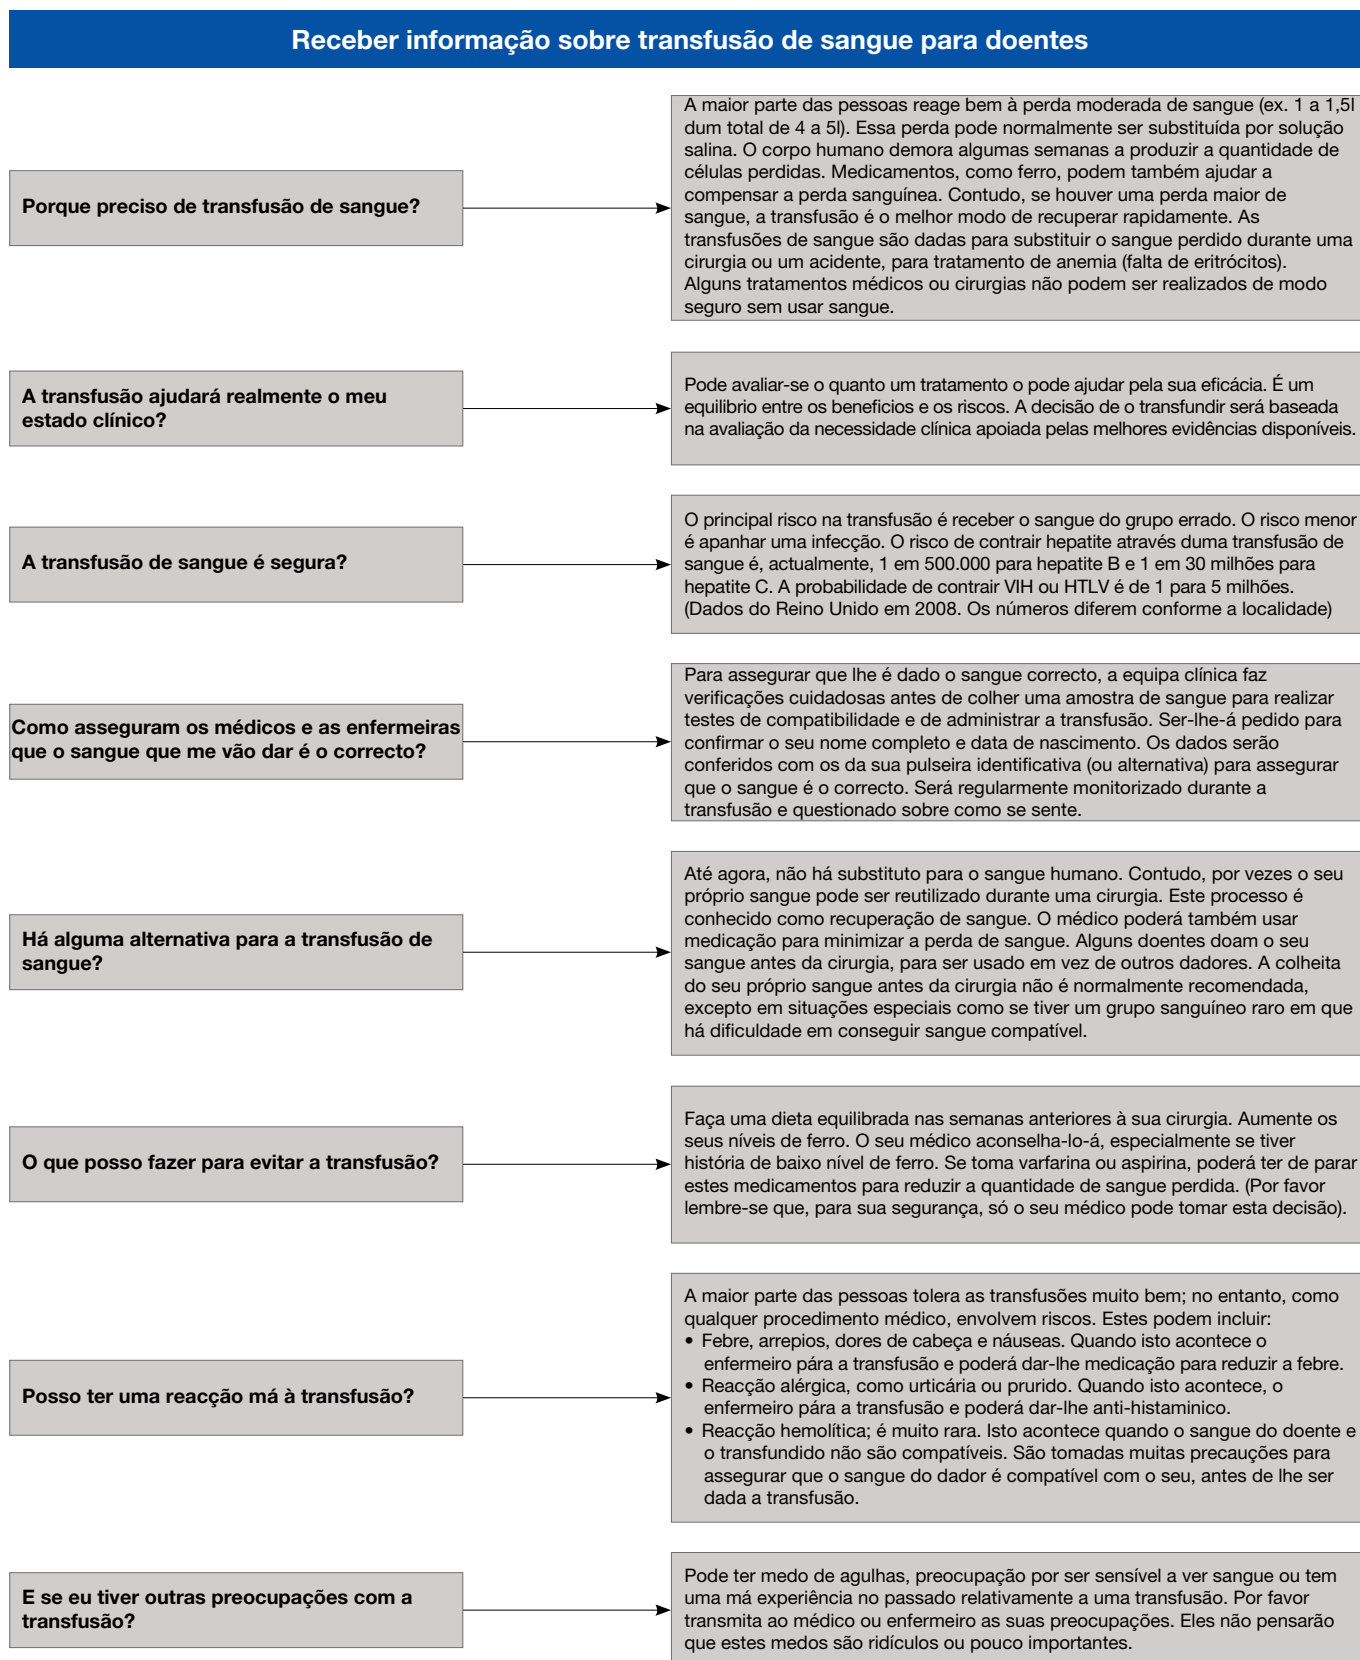 Receber informação sobre transfusão de sangue para doentes
Porque preciso de transfusão de sangue?
A maior parte das pessoas reage bem à perda moderada de sangue (ex. 1 a 1,5l
dum total de 4 a 5l). Essa perda pode normalmente ser substituída por solução
salina. O corpo humano demora algumas semanas a produzir a quantidade de
células perdidas. Medicamentos, como ferro, podem também ajudar a
compensar a perda sanguínea. Contudo, se houver uma perda maior de
sangue, a transfusão é o melhor modo de recuperar rapidamente. As
transfusões de sangue são dadas para substituir o sangue perdido durante uma
cirurgia ou um acidente, para tratamento de anemia (falta de eritrócitos).
Alguns tratamentos médicos ou cirurgias não podem ser realizados de modo
seguro sem usar sangue.
A transfusão ajudará realmente o meu
estado clínico?
Pode avaliar-se o quanto um tratamento o pode ajudar pela sua eficácia. É um
equilibrio entre os beneficios e os riscos. A decisão de o transfundir será baseada
na avaliação da necessidade clínica apoiada pelas melhores evidências disponíveis.
A transfusão de sangue é segura?
O principal risco na transfusão é receber o sangue do grupo errado. O risco menor
é apanhar uma infecção. O risco de contrair hepatite através duma transfusão de
sangue é, actualmente, 1 em 500.000 para hepatite B e 1 em 30 milhões para
hepatite C. A probabilidade de contrair VIH ou HTLV é de 1 para 5 milhões.
(Dados do Reino Unido em 2008. Os números diferem conforme a localidade)
Como asseguram os médicos e as enfermeiras
que o sangue que me vão dar é o correcto?
Para assegurar que lhe é dado o sangue correcto, a equipa clínica faz
verificações cuidadosas antes de colher uma amostra de sangue para realizar
testes de compatibilidade e de administrar a transfusão. Ser-lhe-á pedido para
confirmar o seu nome completo e data de nascimento. Os dados serão
conferidos com os da sua pulseira identificativa (ou alternativa) para assegurar
que o sangue é o correcto. Será regularmente monitorizado durante a
transfusão e questionado sobre como se sente.
Há alguma alternativa para a transfusão de
sangue?
Até agora, não há substituto para o sangue humano. Contudo, por vezes o seu
próprio sangue pode ser reutilizado durante uma cirurgia. Este processo é
conhecido como recuperação de sangue. O médico poderá também usar
medicação para minimizar a perda de sangue. Alguns doentes doam o seu
sangue antes da cirurgia, para ser usado em vez de outros dadores. A colheita
do seu próprio sangue antes da cirurgia não é normalmente recomendada,
excepto em situações especiais como se tiver um grupo sanguíneo raro em que
há dificuldade em conseguir sangue compatível.
O que posso fazer para evitar a transfusão?
Faça uma dieta equilibrada nas semanas anteriores à sua cirurgia. Aumente os
seus níveis de ferro. O seu médico aconselha-lo-á, especialmente se tiver
história de baixo nível de ferro. Se toma varfarina ou aspirina, poderá ter de parar
estes medicamentos para reduzir a quantidade de sangue perdida. (Por favor
lembre-se que, para sua segurança, só o seu médico pode tomar esta decisão).
Posso ter uma reacção má à transfusão?
A maior parte das pessoas tolera as transfusões muito bem; no entanto, como
qualquer procedimento médico, envolvem riscos. Estes podem incluir:
• Febre, arrepios, dores de cabeça e náuseas. Quando isto acontece o
enfermeiro pára a transfusão e poderá dar-lhe medicação para reduzir a febre.
• Reacção alérgica, como urticária ou prurido. Quando isto acontece, o
enfermeiro pára a transfusão e poderá dar-lhe anti-histaminico.
• Reacção hemolítica; é muito rara. Isto acontece quando o sangue do doente e
o transfundido não são compatíveis. São tomadas muitas precauções para
assegurar que o sangue do dador é compatível com o seu, antes de lhe ser
dada a transfusão.
E se eu tiver outras preocupações com a
transfusão?
Pode ter medo de agulhas, preocupação por ser sensível a ver sangue ou tem
uma má experiência no passado relativamente a uma transfusão. Por favor
transmita ao médico ou enfermeiro as suas preocupações. Eles não pensarão
que estes medos são ridículos ou pouco importantes.